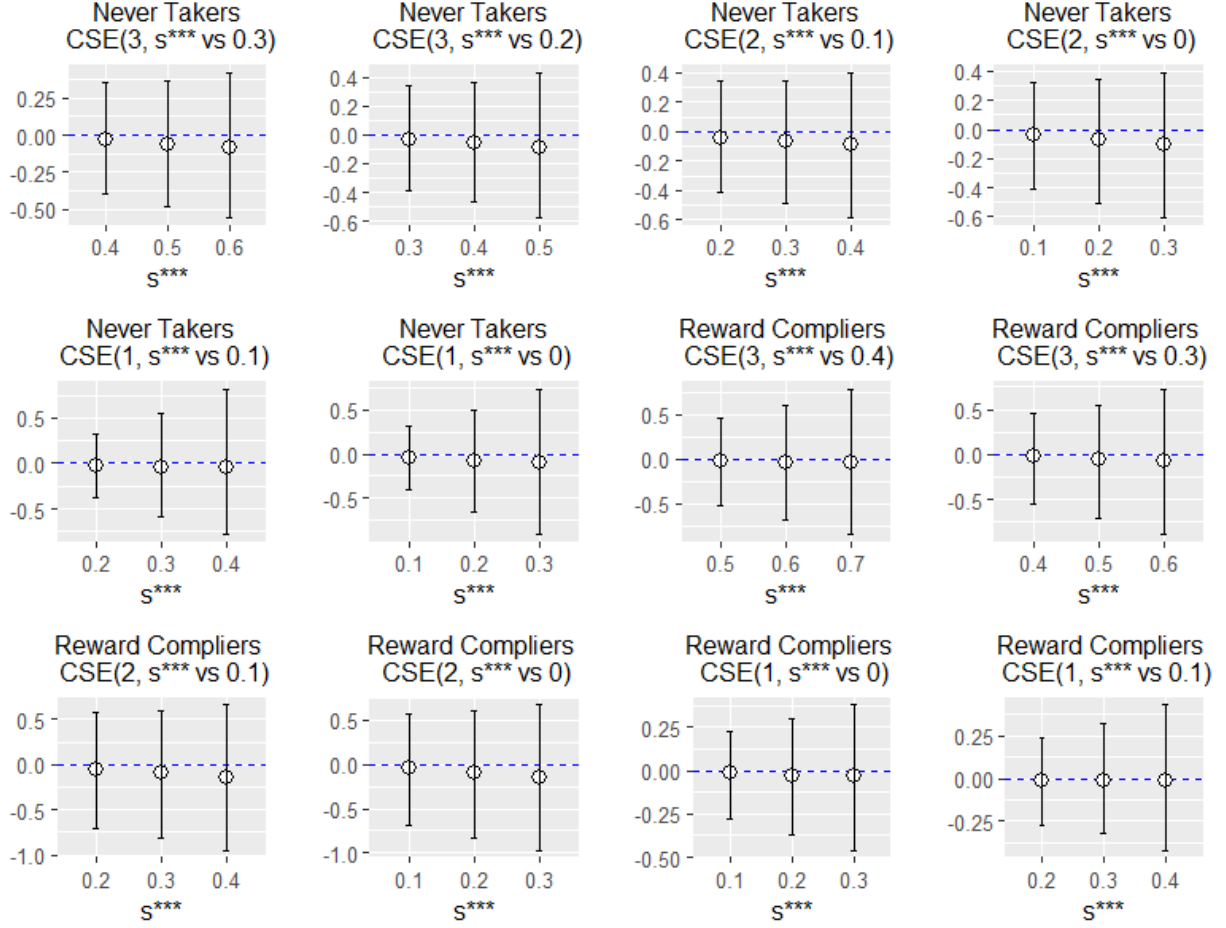 Never Takers
CSE(3, s*** vs 0.3)
0.25
0.00
-0.25
-0.50
0.4 0.5 0.6
s***
Never Takers
CSE(3, s*** vs 0.2)
0.4
0.2
0.0
-0.2
-0.4
-0.6
0.3 0.4 0.5
s***
Never Takers
CSE(2, s*** vs 0.1)
0.4
0.2
0.0
-0.2
-0.4
-0.6
0.2 0.3 0.4
s***
Never Takers
CSE(2, s*** vs 0)
0.4
0.2
0.0
-0.2
-0.4
-0.6
0.1 0.2 0.3
s***
Never Takers
CSE(1, s*** vs 0.1)
0.5
0.0
-0.5
0.2 0.3 0.4
s***
Never Takers
CSE(1, s*** vs 0)
0.5
0.0
-0.5
0.1 0.2 0.3
s***
Reward Compliers
CSE(3, s*** vs 0.4)
0.5
0.0
-0.5
0.5 0.6 0.7
s***
Reward Compliers
CSE(3, s*** vs 0.3)
0.5
0.0
-0.5
0.4 0.5 0.6
s***
Reward Compliers
CSE(2, s*** vs 0.1)
0.5
0.0
-0.5
-1.0
0.2 0.3 0.4
s***
Reward Compliers
CSE(2, s*** vs 0)
0.5
0.0
-0.5
-1.0
0.1 0.2 0.3
s***
Reward Compliers
CSE(1, s*** vs 0)
0.25
0.00
-0.25
-0.50
0.1 0.2 0.3
s***
Reward Compliers
CSE(1, s*** vs 0.1)
0.25
0.00
-0.25
0.2 0.3 0.4
s***